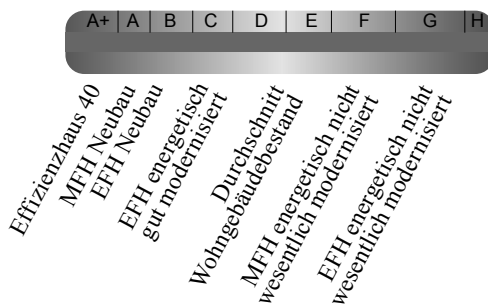 A+ A B C D E F G H
Effizienzhaus 40
MFH Neubau
EFH Neubau
EFH energetisch
gut modernisiert
Durchschnitt
Wohngebäudebestand
MFH energetisch nicht
wesentlich modernisiert
EFH energetisch nicht
wesentlich modernisiert